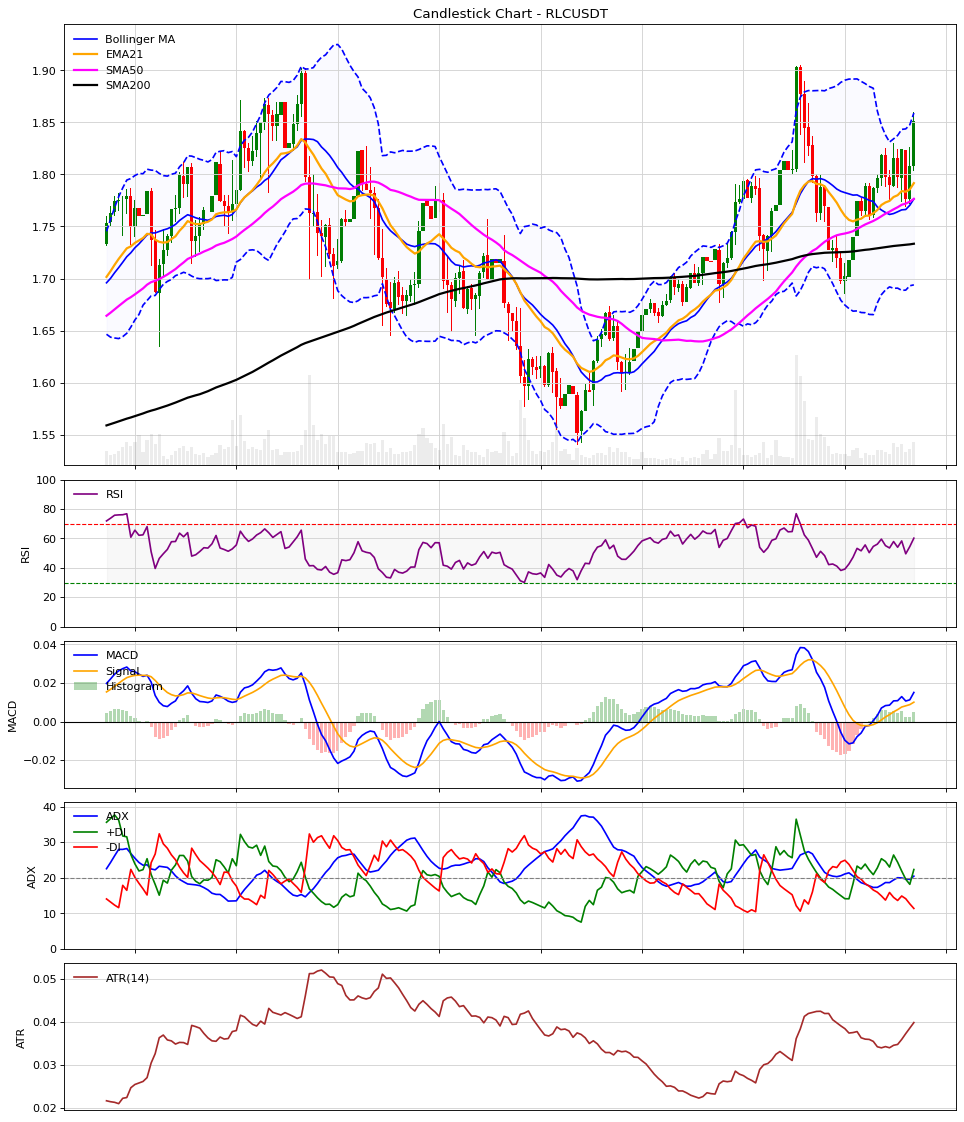 Candlestick Chart - RLCUSDT
Bollinger MA
EMA21
SMA50
SMA200
1.90
1.85
1.80
1.75
1.70
1.65
1.60
1.55
RSI
100
80
60
40
20
0
RSI
MACD
Signal
Histogram
0.04
0.02
0.00
−0.02
MACD
ADX
+DI
-DI
40
30
20
10
0
ADX
ATR(14)
0.05
0.04
0.03
0.02
ATR